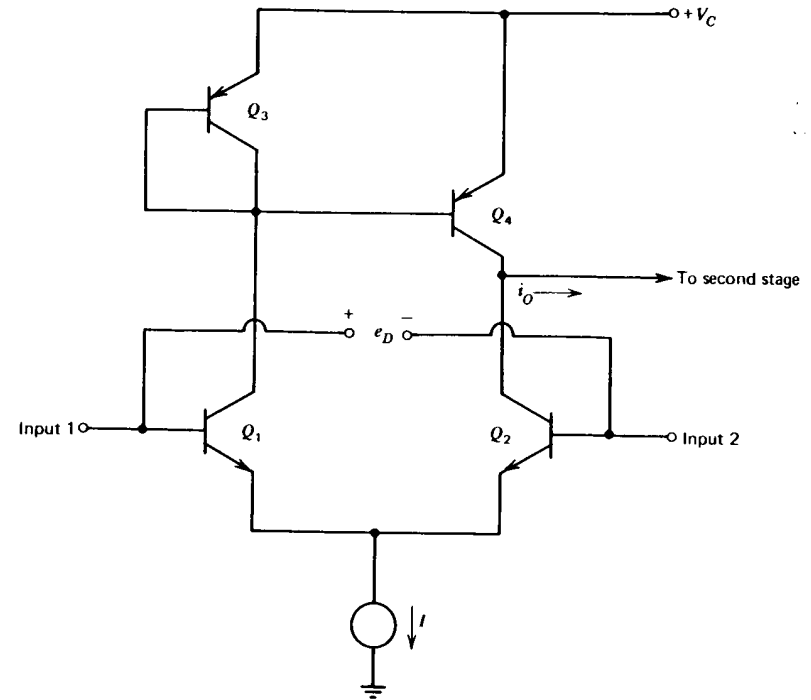 +V_C
Q_3
Q_4
To second stage
i_O
+
−
e_D
Input 1
Q_1
Q_2
Input 2
I